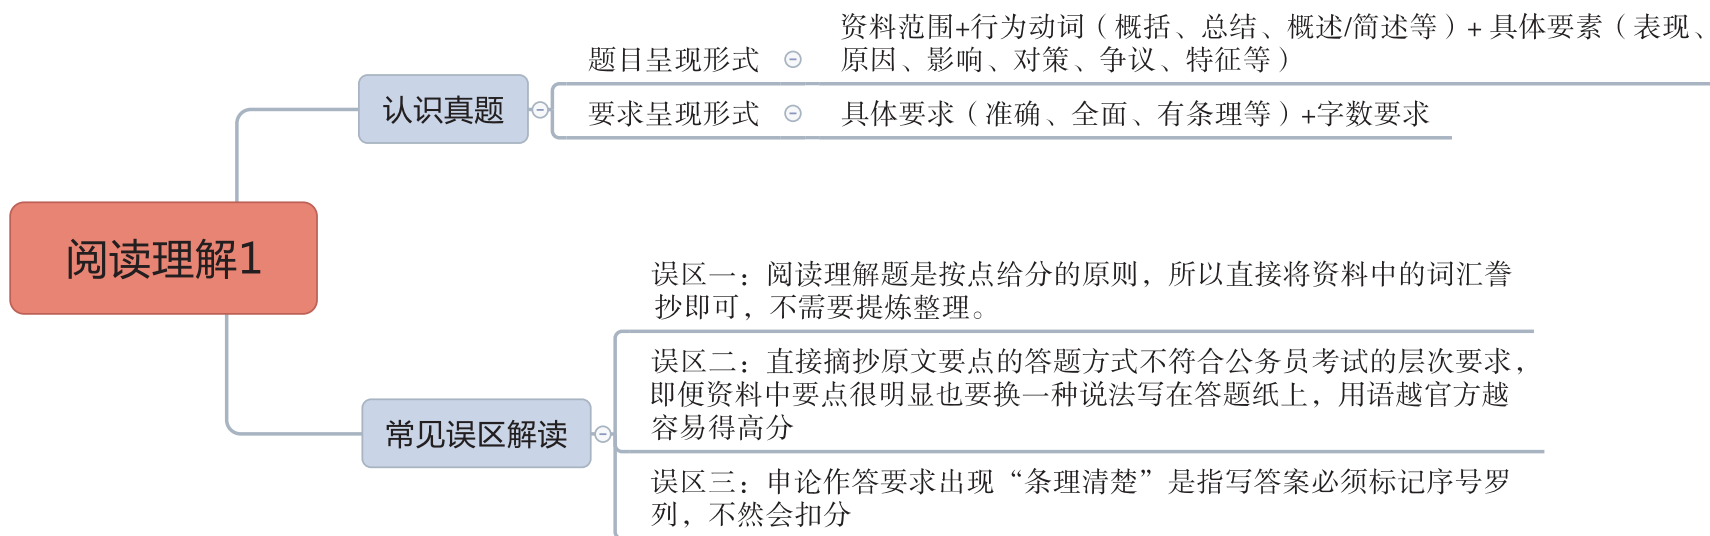 资料范围+行为动词（概括、总结、概述/简述等）+ 具体要素（表现、
题目呈现形式
原因、影响、对策、争议、特征等）
认识真题
要求呈现形式
具体要求（准确、全面、有条理等）+字数要求
阅读理解1
误区一：阅读理解题是按点给分的原则，所以直接将资料中的词汇誊
抄即可，不需要提炼整理。
误区二：直接摘抄原文要点的答题方式不符合公务员考试的层次要求，
即便资料中要点很明显也要换一种说法写在答题纸上，用语越官方越
容易得高分
常见误区解读
误区三：申论作答要求出现“条理清楚”是指写答案必须标记序号罗
列，不然会扣分